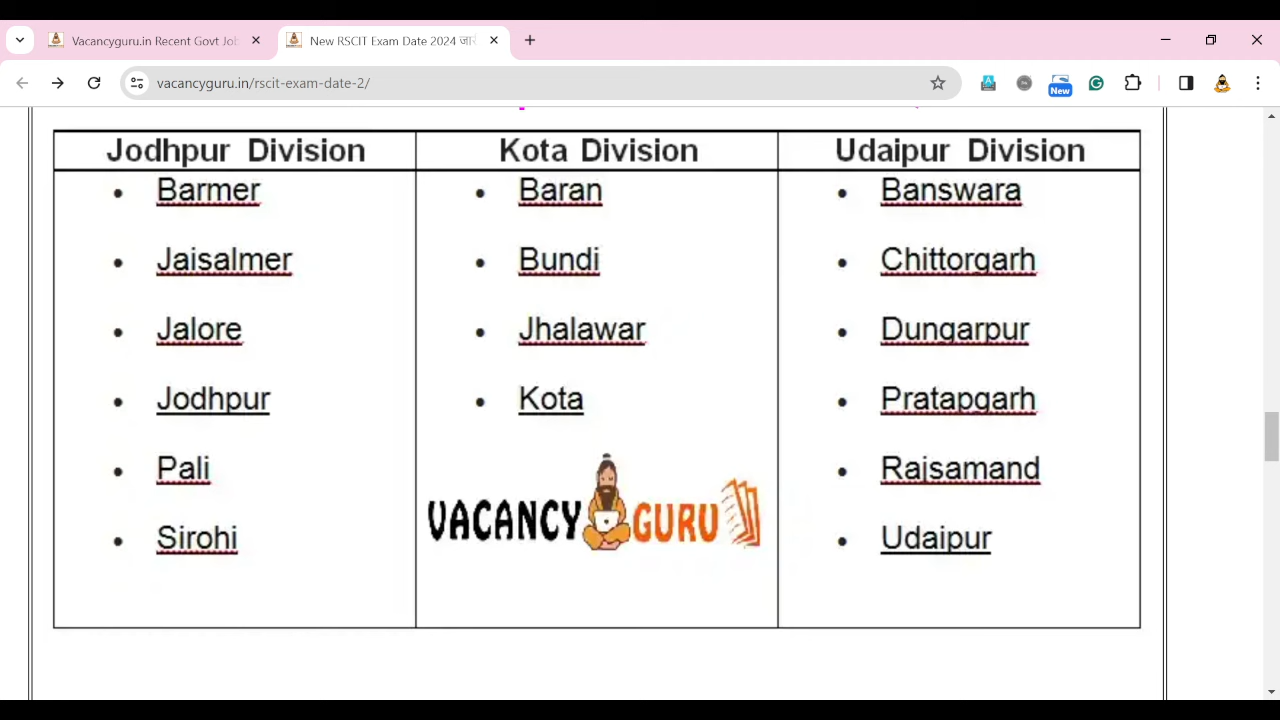 Vacancyguru.in Recent Govt Job
New RSCIT Exam Date 2024 जारी
vacancyguru.in/rscit-exam-date-2/
New
Jodhpur Division
Kota Division
Udaipur Division
Barmer
Baran
Banswara
Jaisalmer
Bundi
Chittorgarh
Jalore
Jhalawar
Dungarpur
Jodhpur
Kota
Pratapgarh
Pali
Rajsamand
VACANCY GURU
Sirohi
Udaipur